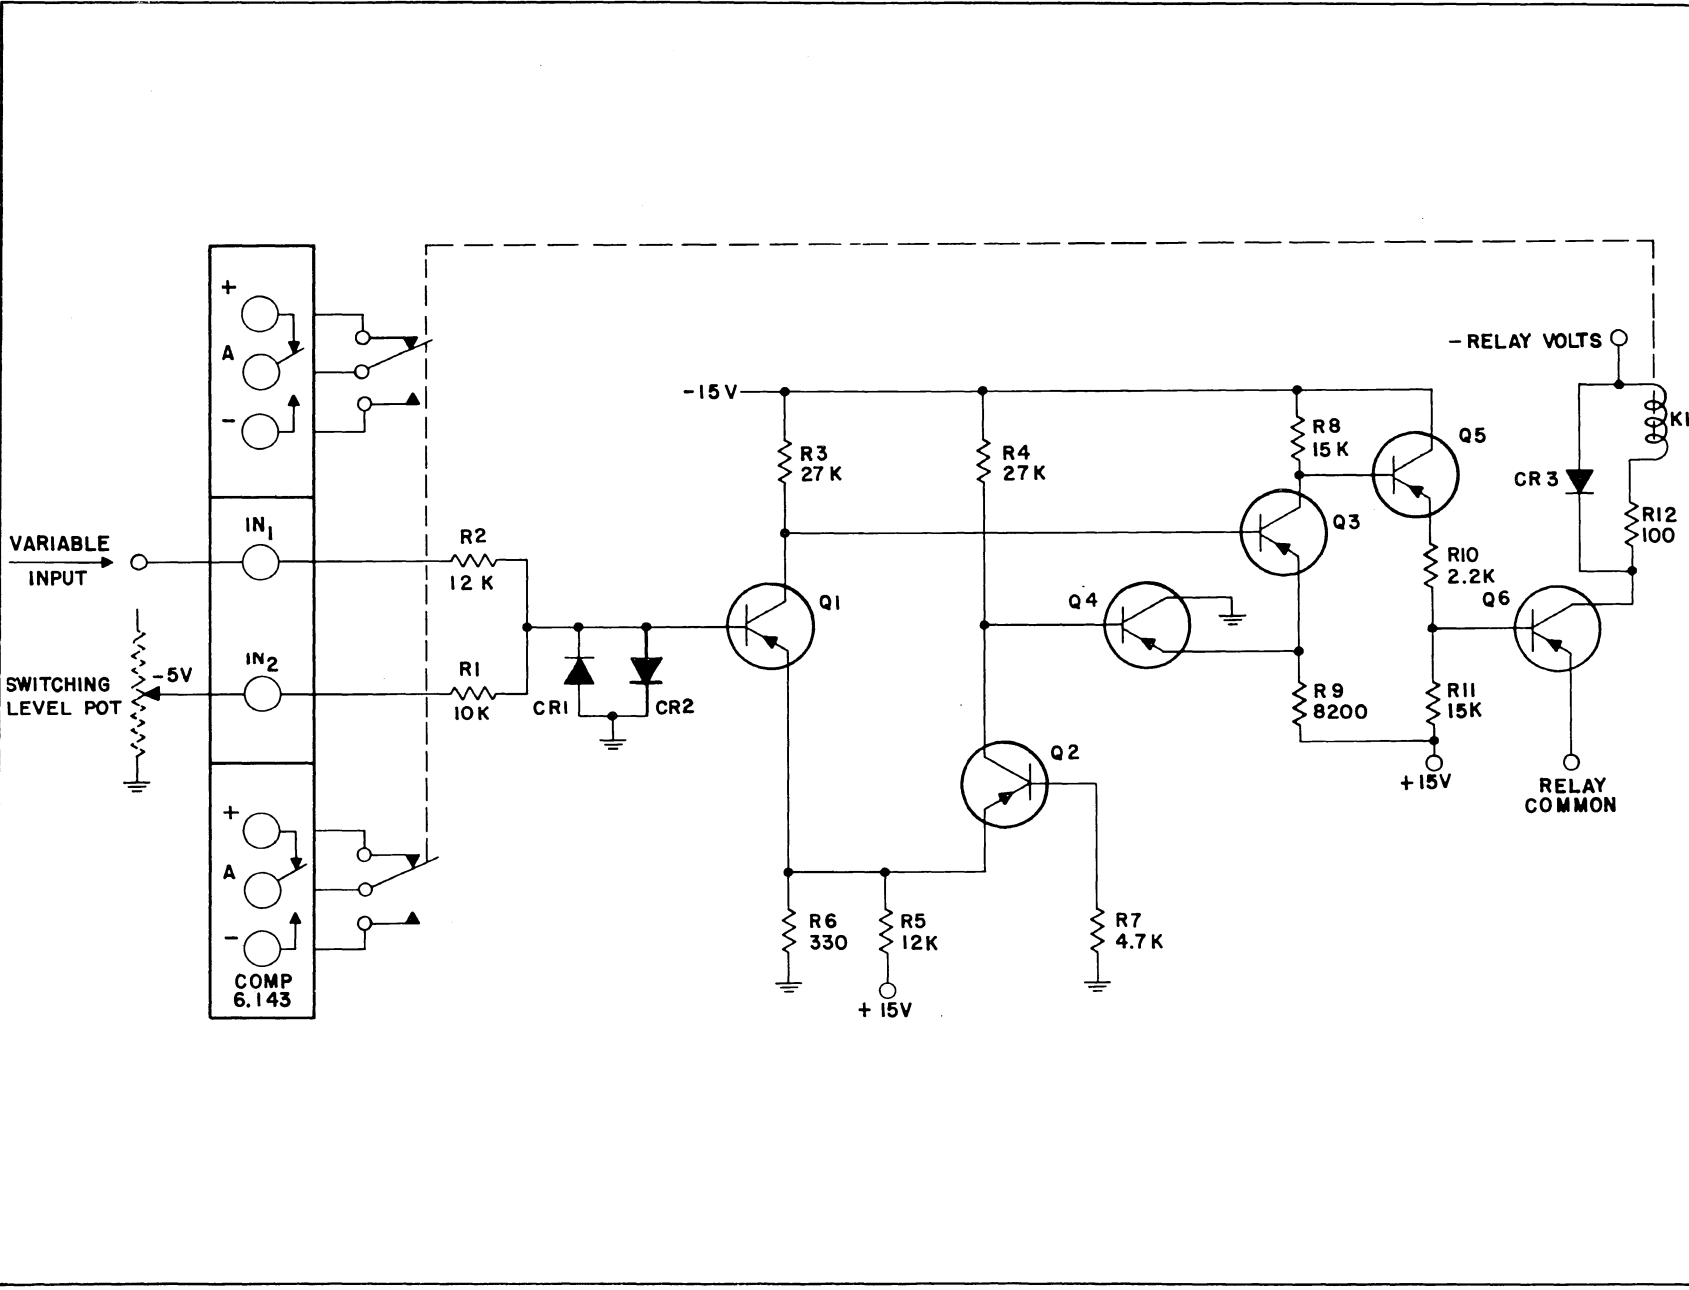 +
A
-
IN1
IN2
+
A
-
COMP
6.143
VARIABLE
INPUT
-5V
SWITCHING
LEVEL POT
R2
12 K
R1
10K
CR1
CR2
-15V
R3
27K
R4
27K
Q1
Q4
Q2
R6
330
R5
12K
+ 15V
R7
4.7K
R8
15K
Q5
Q3
R10
2.2K
R9
8200
R11
15K
+15V
- RELAY VOLTS
K1
CR3
R12
100
Q6
RELAY
COMMON